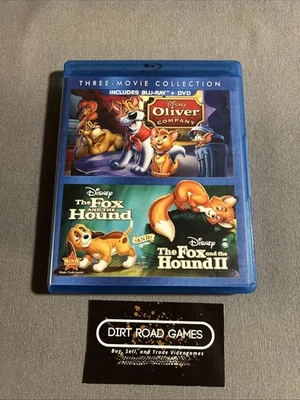 THREE-MOVIE COLLECTION
INCLUDES BLU-RAY + DVD
Disney
Oliver
COMPANY
Disney
The Fox
AND THE
Hound
AND
Disney
The Fox
and the
Hound II
DIRT ROAD GAMES
Buy, Sell, and Trade Videogames